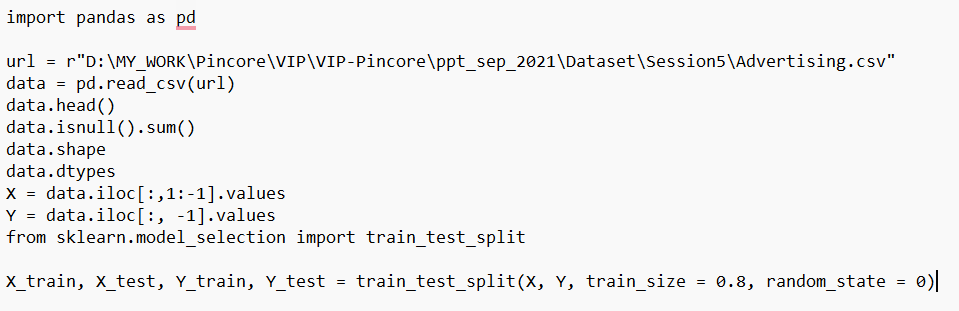 import pandas as pd
url = r"D:\MY_WORK\Pincore\VIP\VIP-Pincore\ppt_sep_2021\Dataset\Session5\Advertising.csv"
data = pd.read_csv(url)
data.head()
data.isnull().sum()
data.shape
data.dtypes
X = data.iloc[:,1:-1].values
Y = data.iloc[:, -1].values
from sklearn.model_selection import train_test_split
X_train, X_test, Y_train, Y_test = train_test_split(X, Y, train_size = 0.8, random_state = 0)